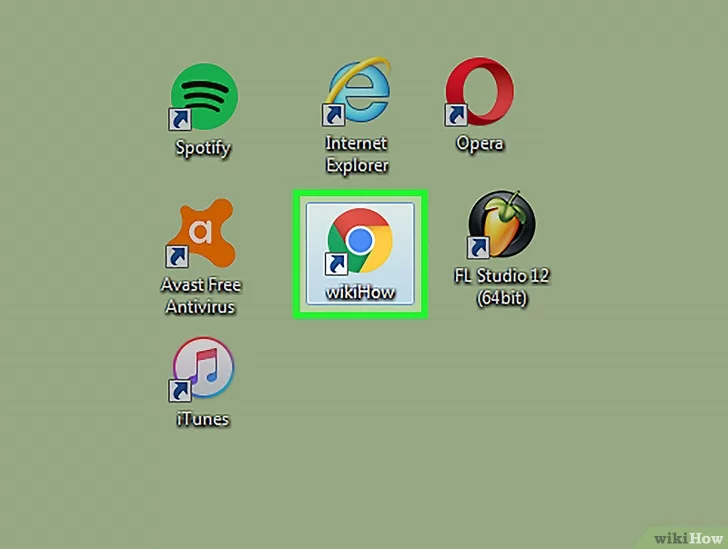 Spotify
Internet
Explorer
Opera
a
Avast Free
Antivirus
wikiHow
FL Studio 12
(64bit)
iTunes
wikiHow